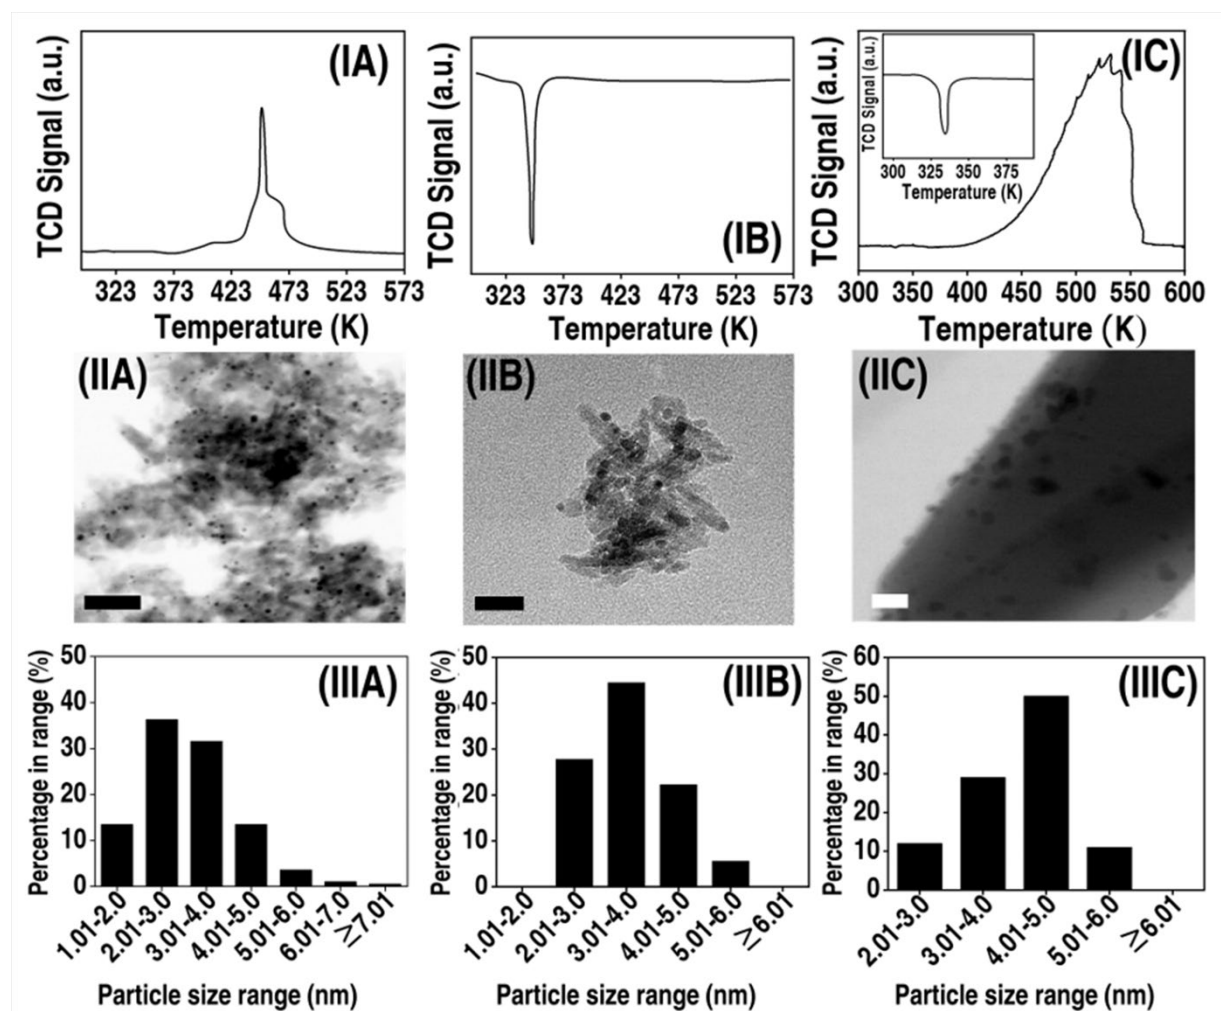 (IA)
TCD Signal (a.u.)
323 373 423 473 523 573
Temperature (K)
(IB)
TCD Signal (a.u.)
323 373 423 473 523 573
Temperature (K)
(IC)
TCD Signal (a.u.)
TCD Signal (a.u.)
300 325 350 375
Temperature (K)
300 350 400 450 500 550 600
Temperature (K)
(IIA)
(IIB)
(IIC)
(IIIA)
Percentage in range (%)
50
40
30
20
10
0
1.01-2.0
2.01-3.0
3.01-4.0
4.01-5.0
5.01-6.0
6.01-7.0
≥7.01
Particle size range (nm)
(IIIB)
Percentage in range (%)
50
40
30
20
10
0
1.01-2.0
2.01-3.0
3.01-4.0
4.01-5.0
5.01-6.0
≥6.01
Particle size range (nm)
(IIIC)
Percentage in range (%)
60
50
40
30
20
10
0
2.01-3.0
3.01-4.0
4.01-5.0
5.01-6.0
≥6.01
Particle size range (nm)